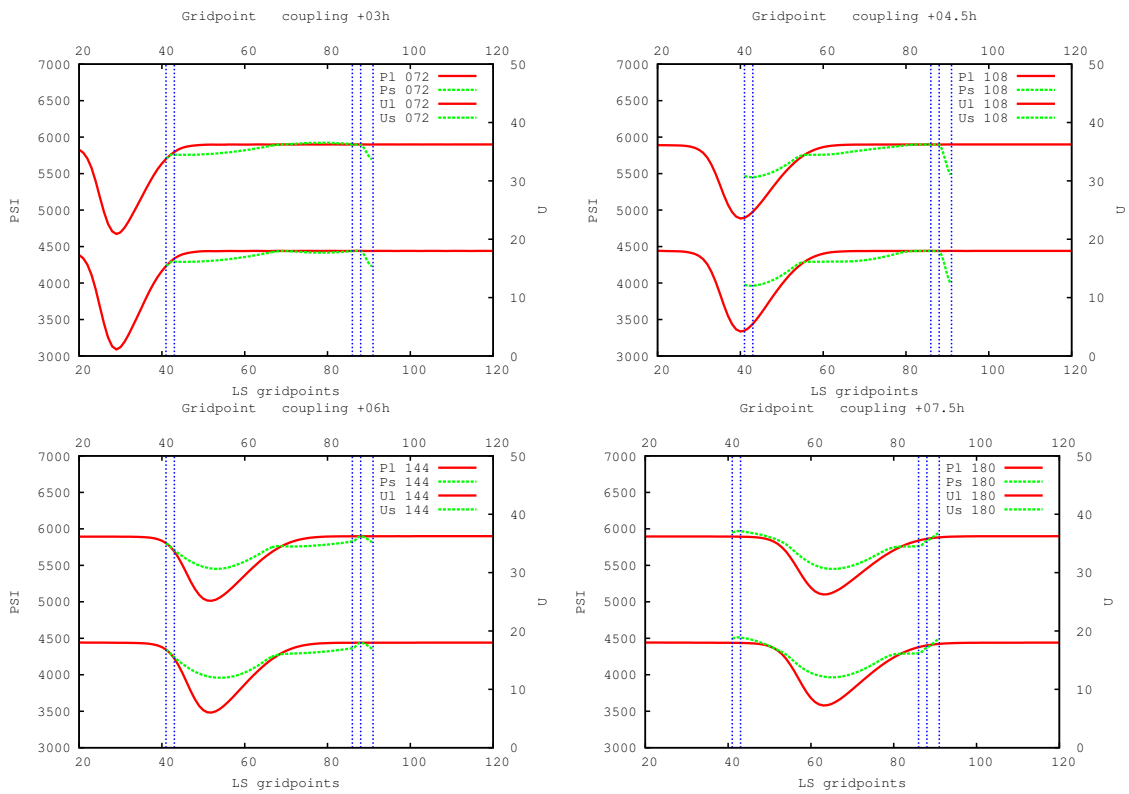 Gridpoint   coupling +03h
20 40 60 80 100 120
7000 50
6500
6000 40
5500
5000 30
4500 20
4000
3500 10
3000 0
PSI
U
Pl 072
Ps 072
Ul 072
Us 072
20 40 60 80 100 120
LS gridpoints
Gridpoint   coupling +04.5h
20 40 60 80 100 120
7000 50
6500
6000 40
5500
5000 30
4500 20
4000
3500 10
3000 0
PSI
U
Pl 108
Ps 108
Ul 108
Us 108
20 40 60 80 100 120
LS gridpoints
Gridpoint   coupling +06h
20 40 60 80 100 120
7000 50
6500
6000 40
5500
5000 30
4500 20
4000
3500 10
3000 0
PSI
U
Pl 144
Ps 144
Ul 144
Us 144
20 40 60 80 100 120
LS gridpoints
Gridpoint   coupling +07.5h
20 40 60 80 100 120
7000 50
6500
6000 40
5500
5000 30
4500 20
4000
3500 10
3000 0
PSI
U
Pl 180
Ps 180
Ul 180
Us 180
20 40 60 80 100 120
LS gridpoints